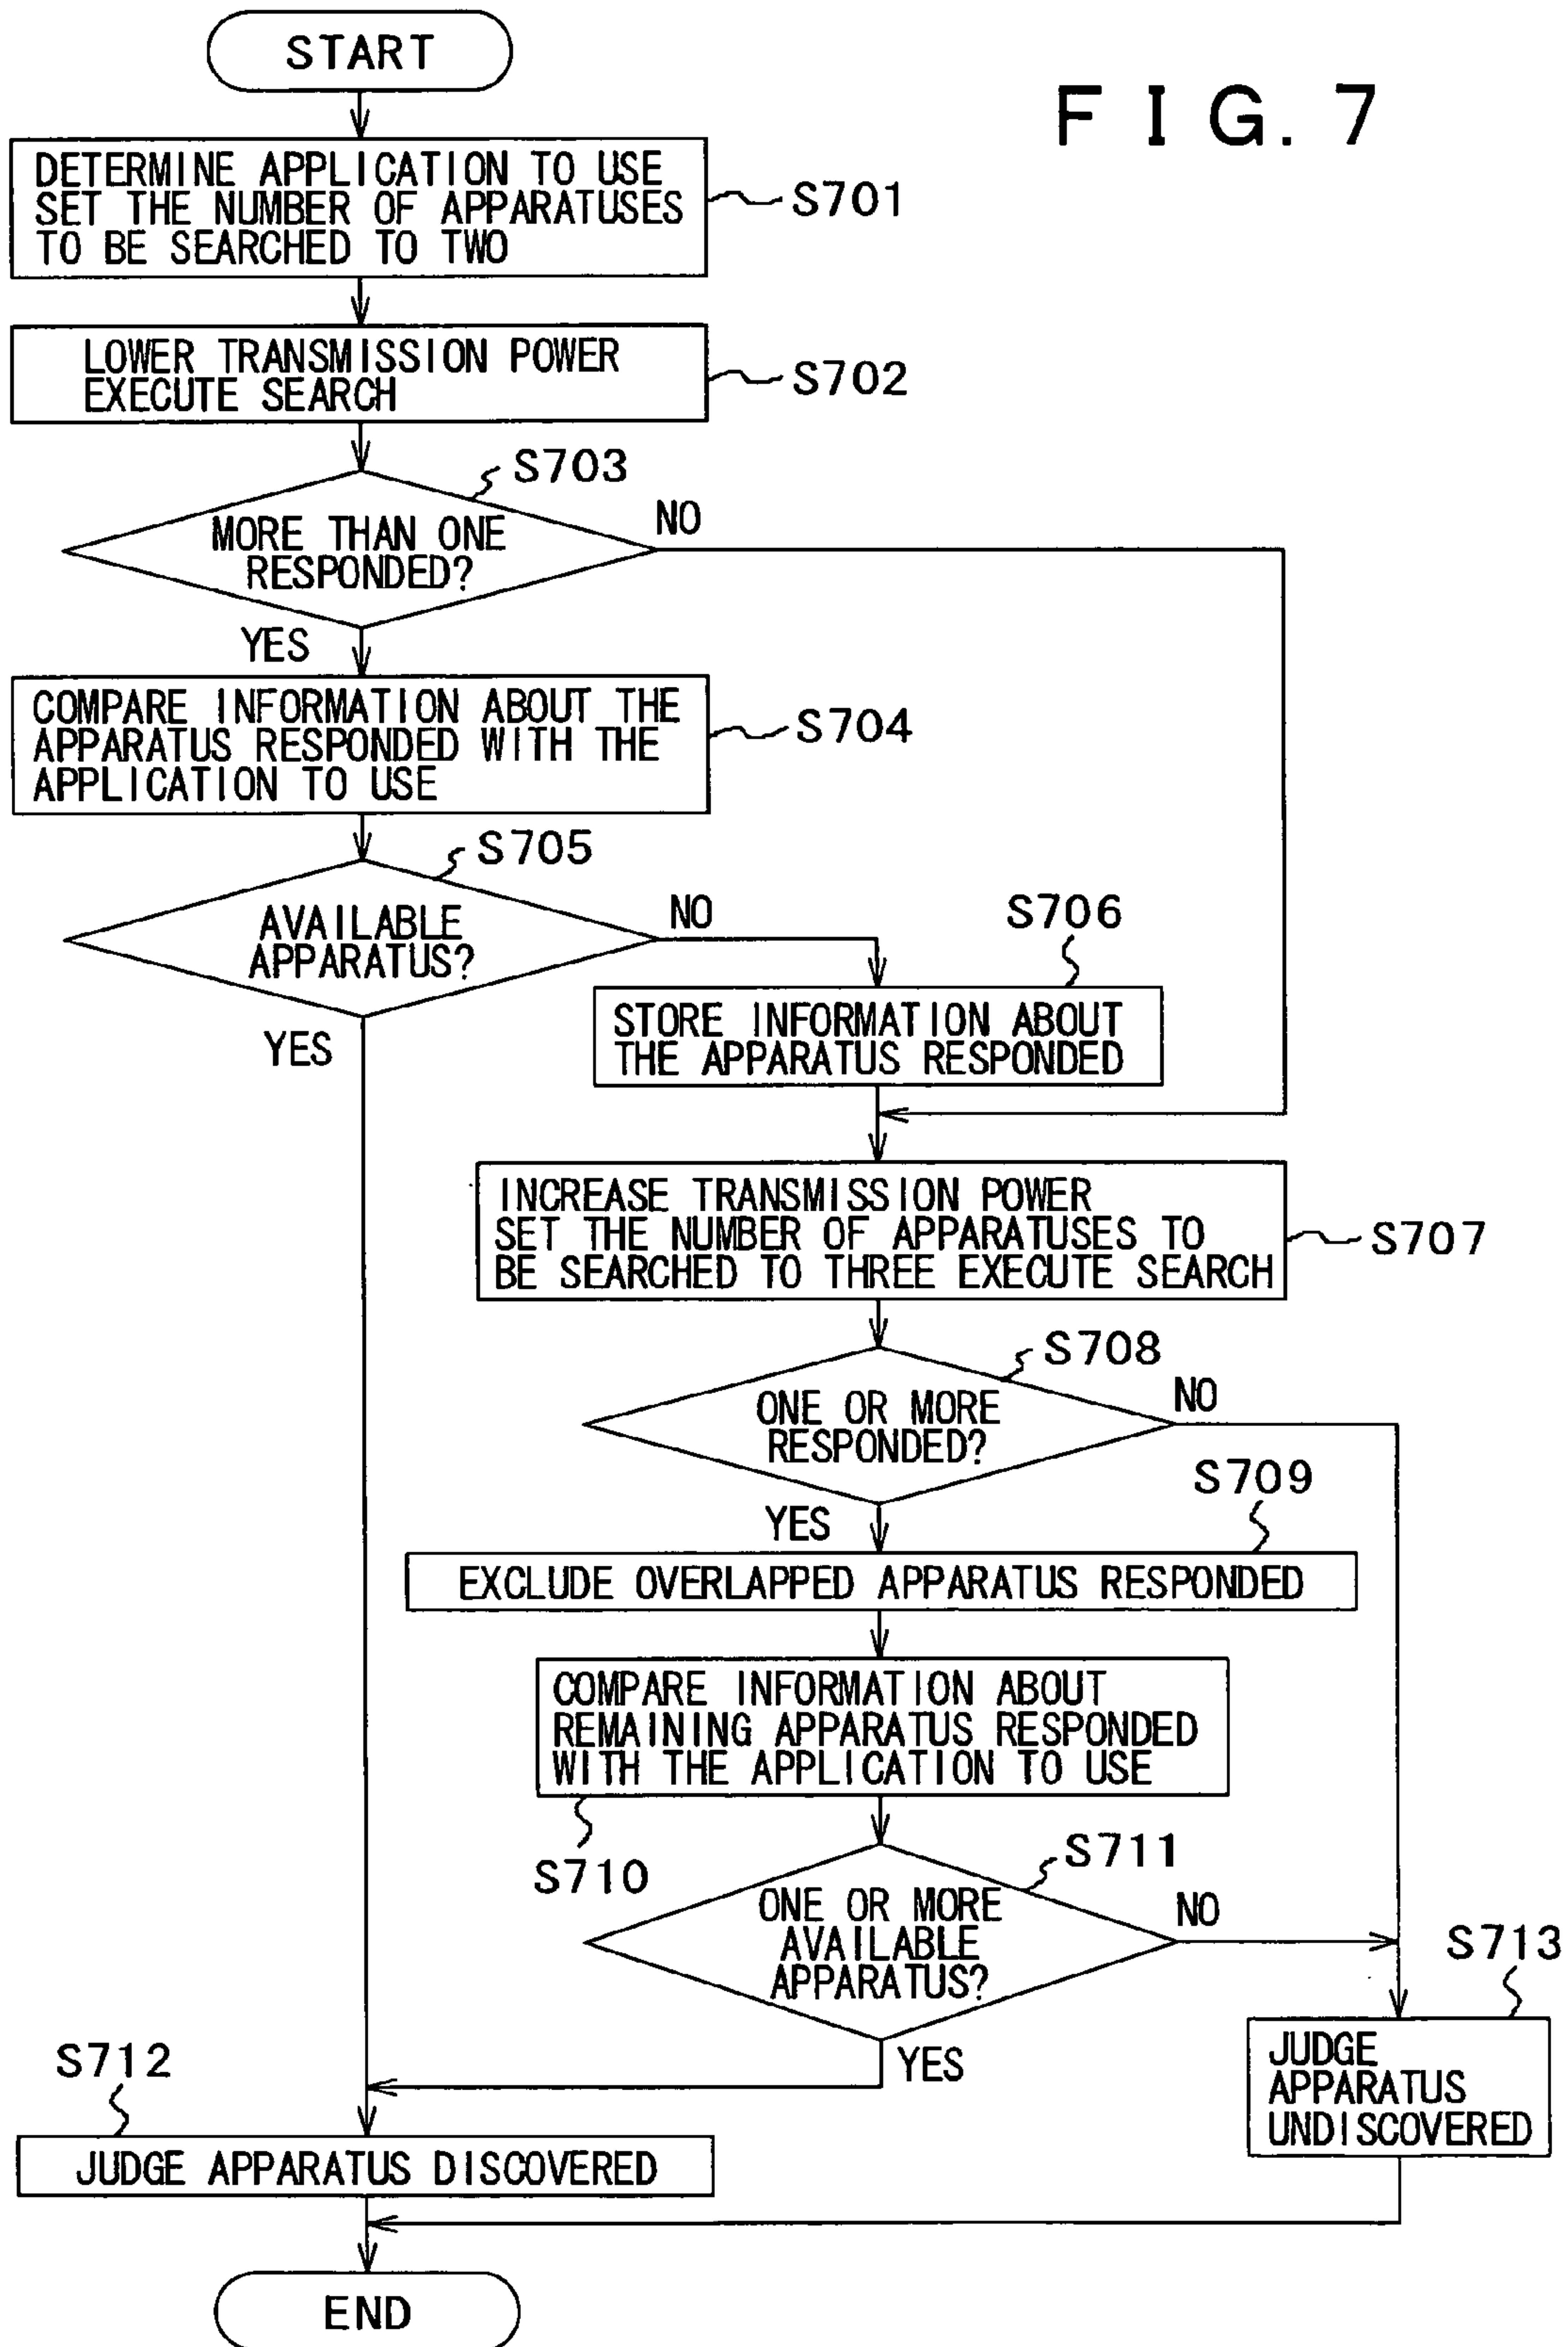 START
F I G. 7
DETERMINE APPLICATION TO USE
SET THE NUMBER OF APPARATUSES
TO BE SEARCHED TO TWO
S701
LOWER TRANSMISSION POWER
EXECUTE SEARCH
S702
S703
MORE THAN ONE
RESPONDED?
NO
YES
COMPARE INFORMATION ABOUT THE
APPARATUS RESPONDED WITH THE
APPLICATION TO USE
S704
S705
AVAILABLE
APPARATUS?
NO
YES
S706
STORE INFORMATION ABOUT
THE APPARATUS RESPONDED
INCREASE TRANSMISSION POWER
SET THE NUMBER OF APPARATUSES TO
BE SEARCHED TO THREE EXECUTE SEARCH
S707
S708
ONE OR MORE
RESPONDED?
NO
YES
S709
EXCLUDE OVERLAPPED APPARATUS RESPONDED
COMPARE INFORMATION ABOUT
REMAINING APPARATUS RESPONDED
WITH THE APPLICATION TO USE
S710
S711
ONE OR MORE
AVAILABLE
APPARATUS?
NO
YES
S713
JUDGE
APPARATUS
UNDISCOVERED
S712
JUDGE APPARATUS DISCOVERED
END